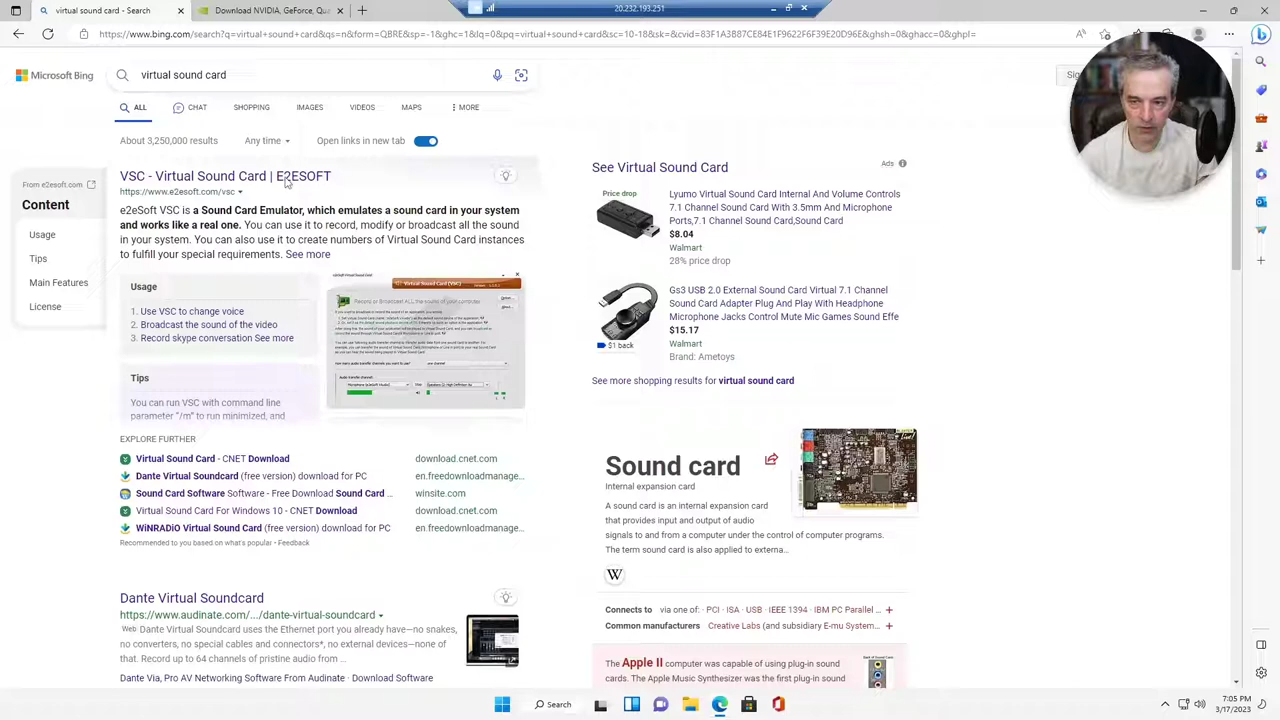 virtual sound card - Search
Download NVIDIA, GeForce, Qu
20.232.193.251
https://www.bing.com/search?q=virtual+sound+card&qs=n&form=QBRE&sp=-1&ghc=1&lq=0&pq=virtual+sound+card&sc=10-18&sk=&cvid=83F1A3B87CE84E1F9622F6F39E20D96E&ghsh=0&ghacc=0&ghpl=
Microsoft Bing
virtual sound card
ALL
CHAT
SHOPPING
IMAGES
VIDEOS
MAPS
MORE
About 3,250,000 results
Any time
Open links in new tab
From e2esoft.com
Content
Usage
Tips
Main Features
License
VSC - Virtual Sound Card | E2ESOFT
https://www.e2esoft.com/vsc
e2eSoft VSC is a Sound Card Emulator, which emulates a sound card in your system
and works like a real one. You can use it to record, modify or broadcast all the sound
in your system. You can also use it to create numbers of Virtual Sound Card instances
to fulfill your special requirements. See more
Usage
1. Use VSC to change voice
2. Broadcast the sound of the video
3. Record skype conversation See more
Tips
You can run VSC with command line
parameter "/m" to run minimized, and
Virtual Sound Card (VSC)
Record or Broadcast ALL the sound of your computer
EXPLORE FURTHER
Virtual Sound Card - CNET Download download.cnet.com
Dante Virtual Soundcard (free version) download for PC en.freedownloadmanage...
Sound Card Software Software - Free Download Sound Card ... winsite.com
Virtual Sound Card For Windows 10 - CNET Download download.cnet.com
WiNRADiO Virtual Sound Card (free version) download for PC en.freedownloadmanage...
Recommended to you based on what's popular • Feedback
Dante Virtual Soundcard
https://www.audinate.com/.../dante-virtual-soundcard
Web Dante Virtual Soundcard uses the Ethernet port you already have—no snakes,
no converters, no special cables and connectors*, no external devices—none of
that. Record up to 64 channels of pristine audio from ...
Dante Via, Pro AV Networking Software From Audinate · Download Software
See Virtual Sound Card
Ads
Price drop
Lyumo Virtual Sound Card Internal And Volume Controls
7.1 Channel Sound Card With 3.5mm And Microphone
Ports,7.1 Channel Sound Card,Sound Card
$8.04
Walmart
28% price drop
Gs3 USB 2.0 External Sound Card Virtual 7.1 Channel
Sound Card Adapter Plug And Play With Headphone
Microphone Jacks Control Mute Mic Games Sound Effe
$15.17
Walmart
Brand: Ametoys
$1 back
See more shopping results for virtual sound card
Sound card
Internal expansion card
A sound card is an internal expansion card
that provides input and output of audio
signals to and from a computer under the control of computer programs.
The term sound card is also applied to externa...
W
Connects to via one of: · PCI · ISA · USB · IEEE 1394 · IBM PC Parallel ...
Common manufacturers Creative Labs (and subsidiary E-mu System...
The Apple II computer was capable of using plug-in sound
cards. The Apple Music Synthesizer was the first plug-in sound
Search
7:05 PM
3/17/2023